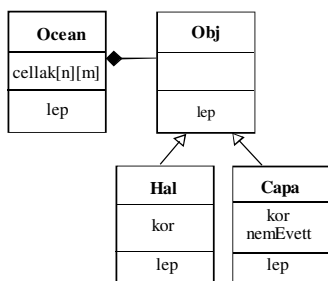 Ocean
cellak[n][m]
lep
Obj
lep
Hal
kor
lep
Capa
kor
nemEvett
lep